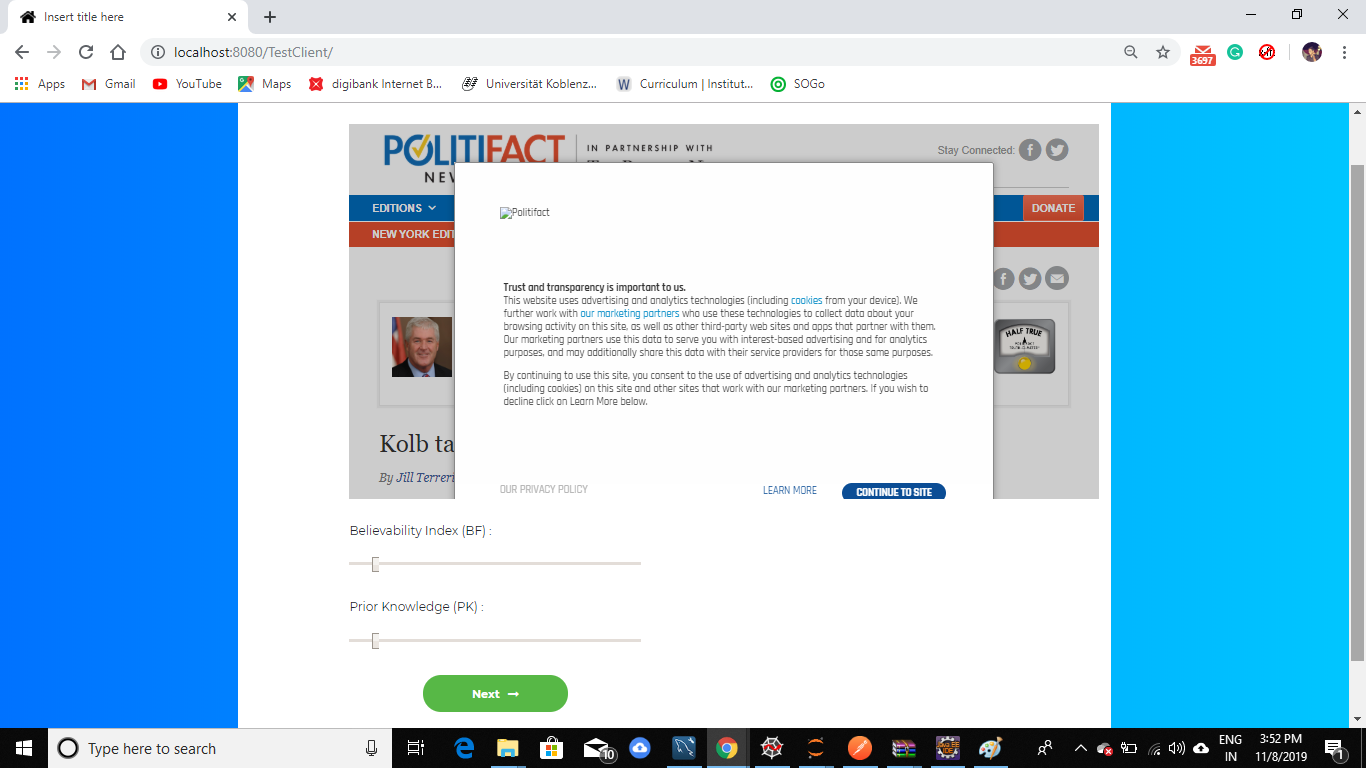 Insert title here
localhost:8080/TestClient/
3697
Apps Gmail YouTube Maps digibank Internet B... Universität Koblenz... Curriculum | Institut... SOGo
POLITIFACT IN PARTNERSHIP WITH
Stay Connected:
NEW
EDITIONS DONATE
NEW YORK EDIT
Politifact
Trust and transparency is important to us.
This website uses advertising and analytics technologies (including cookies from your device). We
further work with our marketing partners who use these technologies to collect data about your
browsing activity on this site, as well as other third-party web sites and apps that partner with them.
Our marketing partners use this data to serve you with interest-based advertising and for analytics
purposes, and may additionally share this data with their service providers for those same purposes.
By continuing to use this site, you consent to the use of advertising and analytics technologies
(including cookies) on this site and other sites that work with our marketing partners. If you wish to
decline click on Learn More below.
HALF TRUE
Kolb ta
By Jill Terreri
OUR PRIVACY POLICY LEARN MORE CONTINUE TO SITE
Believability Index (BF) :
Prior Knowledge (PK) :
Next →
Type here to search
10
ENG
IN
3:52 PM
11/8/2019
1